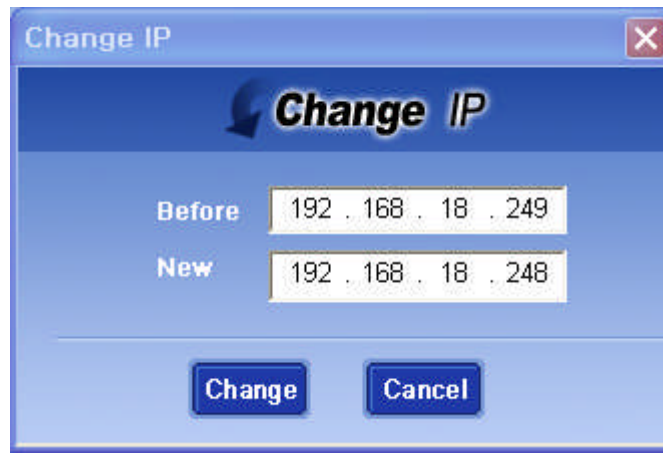 Change IP
Change IP
Before 192 . 168 . 18 . 249
New 192 . 168 . 18 . 248
Change Cancel